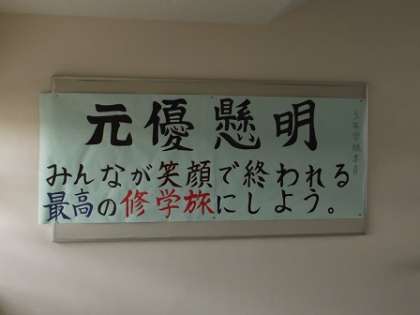 元優懸明
みんなが笑顔で終われる
最高の修学旅にしよう。